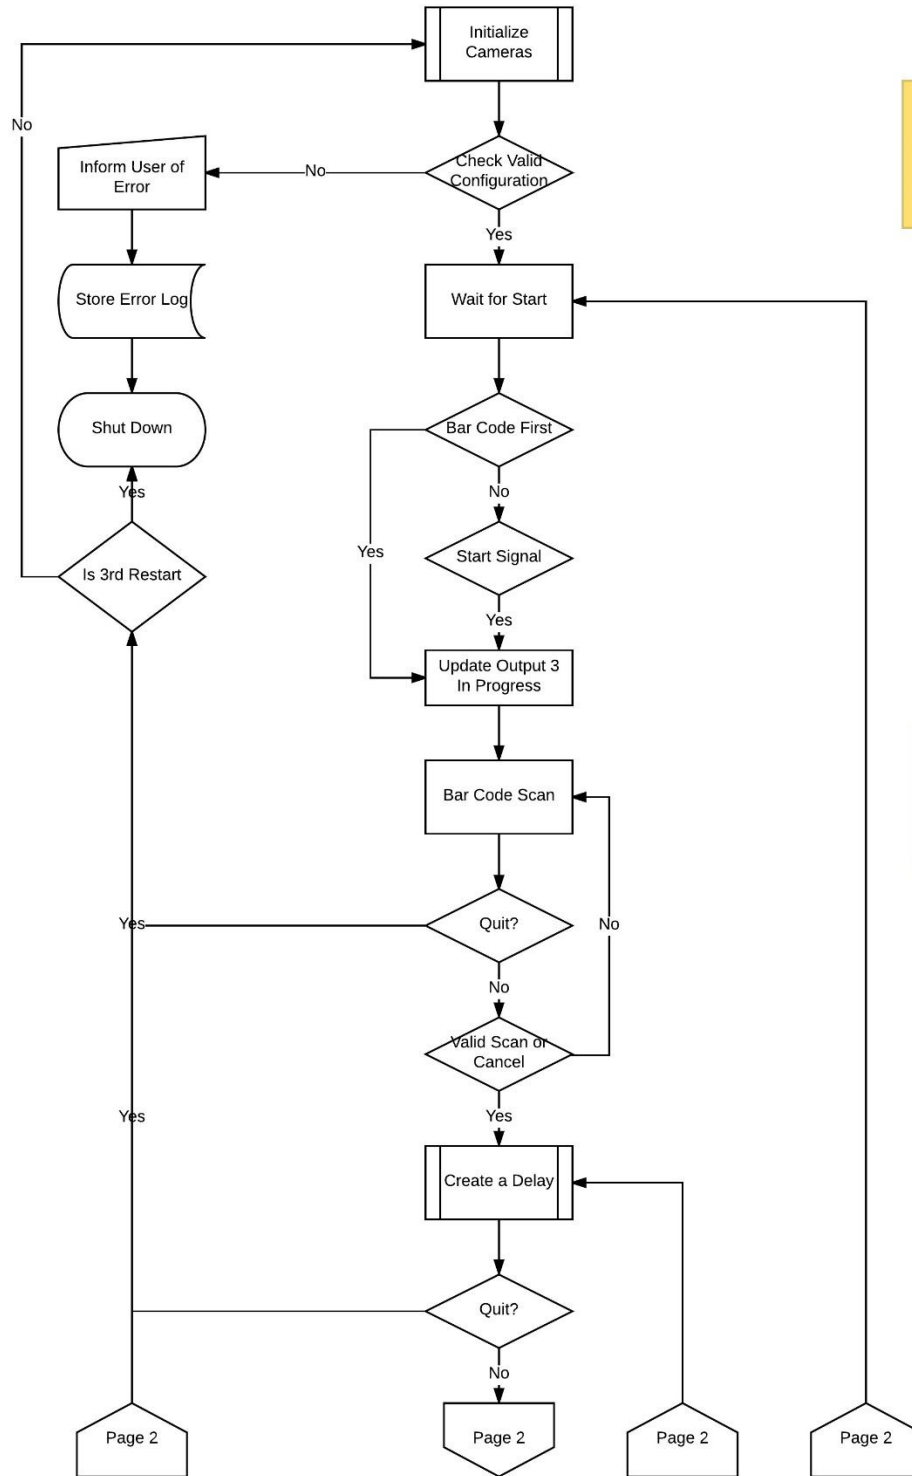 Initialize
Cameras
No
Inform User of
Error
No
Check Valid
Configuration
Yes
Store Error Log
Wait for Start
Shut Down
Bar Code First
Yes
No
Is 3rd Restart
Yes
Start Signal
Yes
Update Output 3
In Progress
Bar Code Scan
Yes
Quit?
No
No
Valid Scan or
Cancel
Yes
Yes
Create a Delay
Quit?
No
Page 2
Page 2
Page 2
Page 2